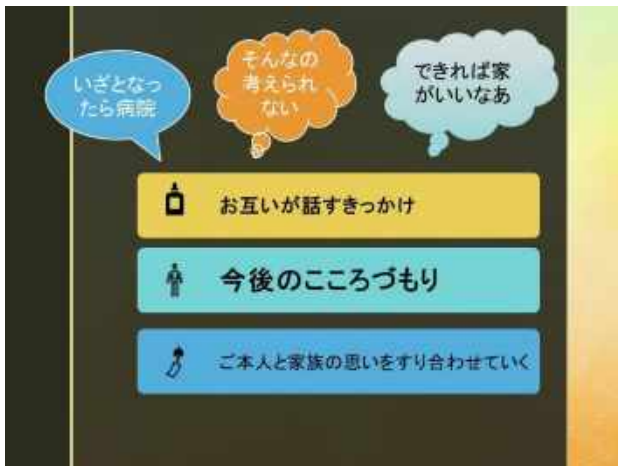 いざとなっ
たら病院
そんなの
考えられ
ない
できれば家
がいいなあ
お互いが話すきっかけ
今後のこころづもり
ご本人と家族の思いをすり合わせていく